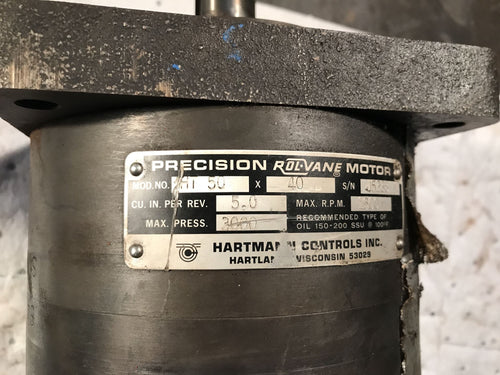 PRECISION ROL-VANE MOTOR
MOD. NO. 50 X 40 S/N
CU. IN. PER REV. 5.0 MAX. R.P.M.
MAX. PRESS. 3000 RECOMMENDED TYPE OF
OIL 150-200 SSU @ 100°F
HARTMANN CONTROLS INC.
HARTLAND, WISCONSIN 53029